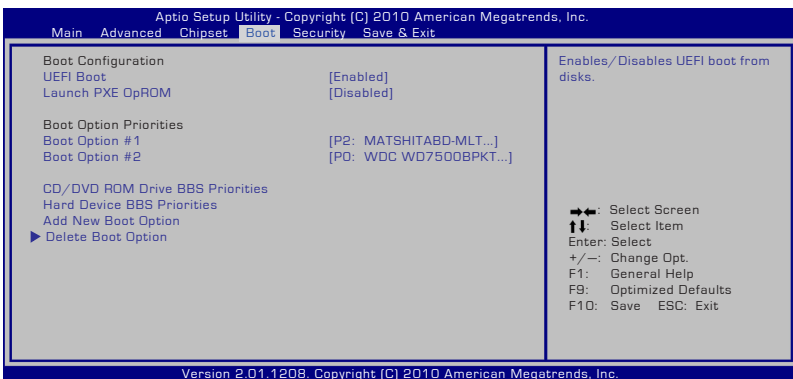 Aptio Setup Utility - Copyright (C) 2010 American Megatrends, Inc.
Main Advanced Chipset Boot Security Save & Exit
Boot Configuration
UEFI Boot [Enabled]
Launch PXE OpROM [Disabled]
Boot Option Priorities
Boot Option #1 [P2: MATSHITABD-MLT...]
Boot Option #2 [P0: WDC WD7500BPKT...]
CD/DVD ROM Drive BBS Priorities
Hard Device BBS Priorities
Add New Boot Option
Delete Boot Option
Enables/Disables UEFI boot from
disks.
→←: Select Screen
↑↓: Select Item
Enter: Select
+/—: Change Opt.
F1: General Help
F9: Optimized Defaults
F10: Save ESC: Exit
Version 2.01.1208. Copyright (C) 2010 American Megatrends, Inc.